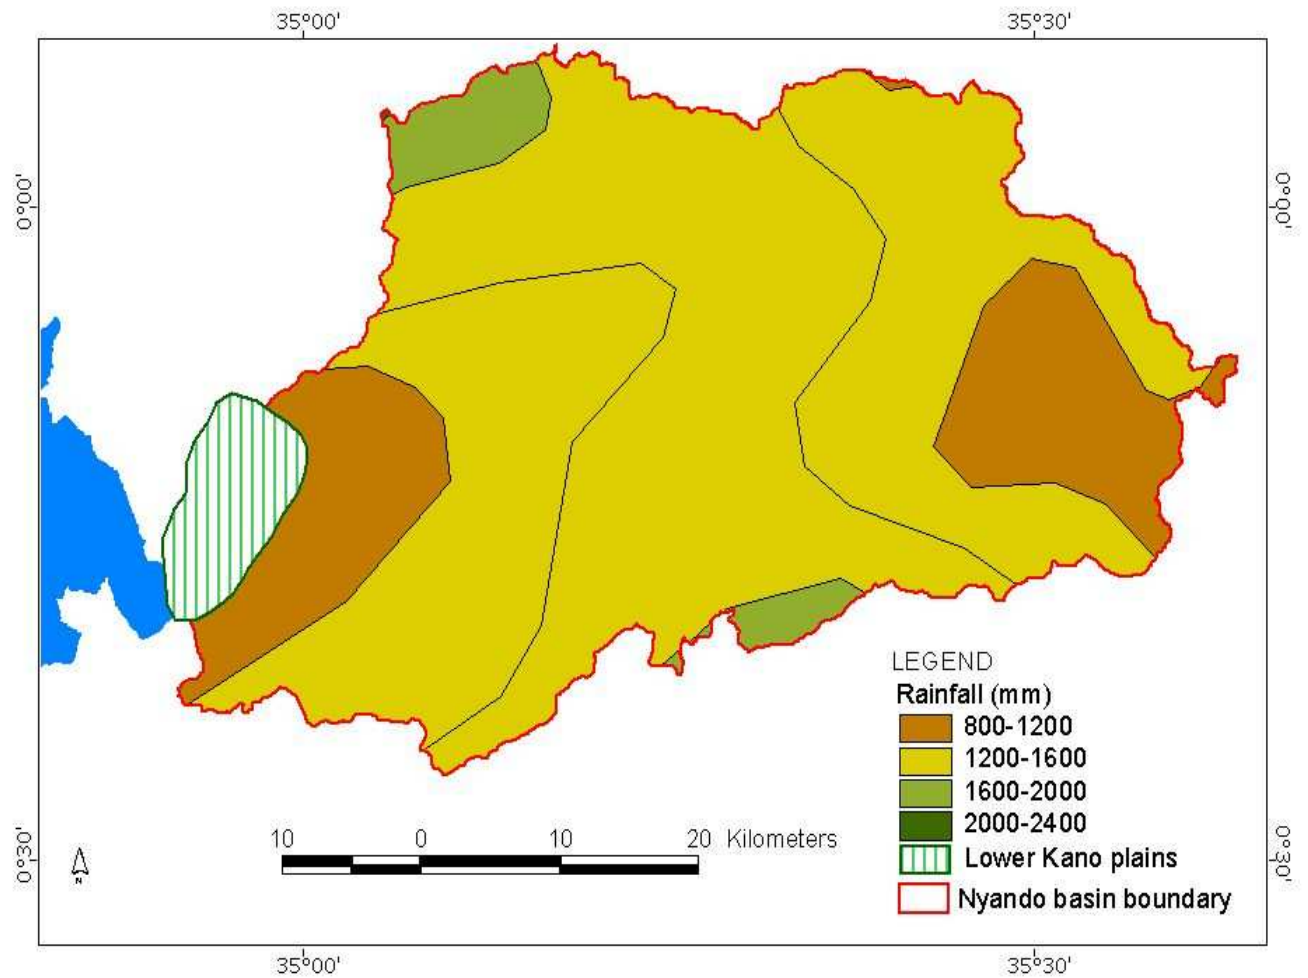 35°00'
35°30'
0°00'
0°00'
LEGEND
Rainfall (mm)
800-1200
1200-1600
1600-2000
2000-2400
Lower Kano plains
Nyando basin boundary
10 0 10 20 Kilometers
N
0°30'
0°30'
35°00'
35°30'